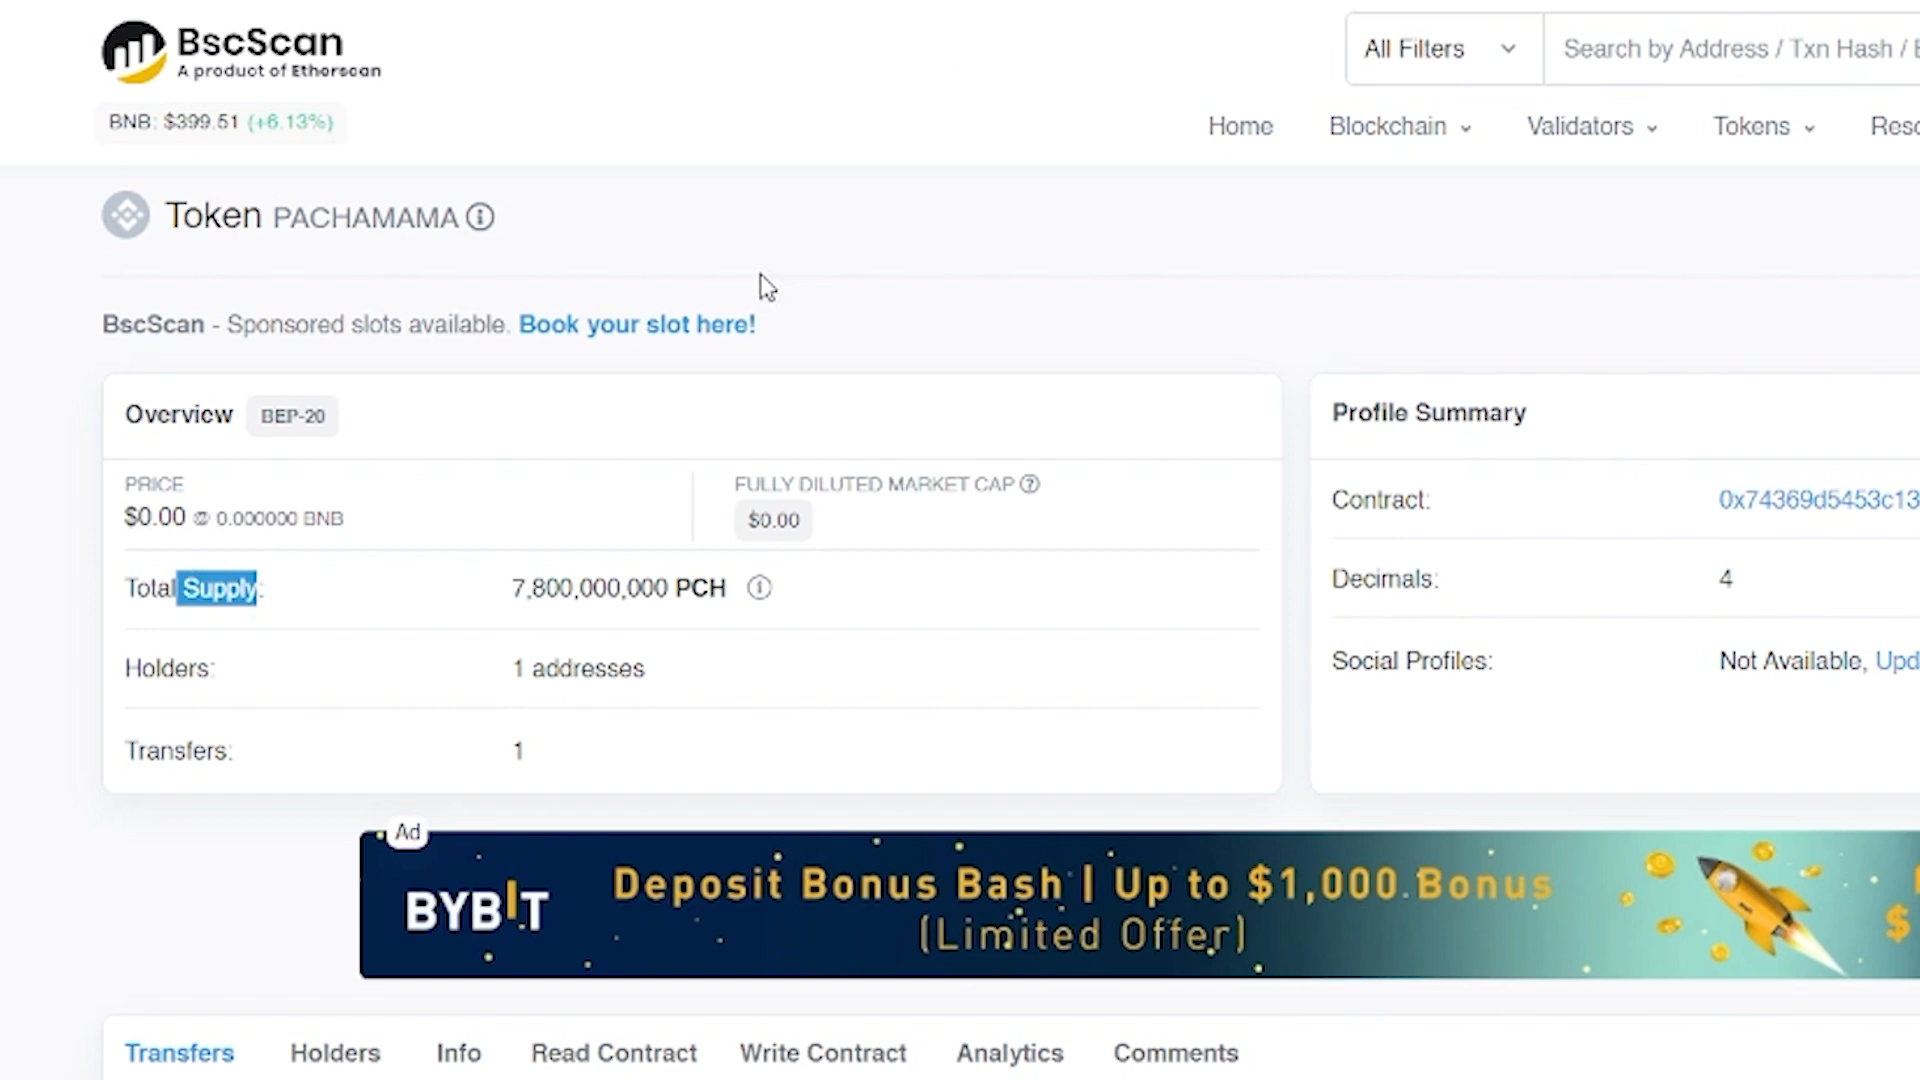 BscScan
A product of Etherscan
All Filters
Search by Address / Txn Hash /
BNB: $399.51 (+6.13%)
Home
Blockchain
Validators
Tokens
Token PACHAMAMA
BscScan - Sponsored slots available. Book your slot here!
Overview BEP-20
Profile Summary
PRICE
$0.00 @ 0.000000 BNB
FULLY DILUTED MARKET CAP
$0.00
Contract: 0x74369d5453c13
Total Supply: 7,800,000,000 PCH
Decimals: 4
Holders: 1 addresses
Social Profiles: Not Available, Upd
Transfers: 1
Ad
BYBIT
Deposit Bonus Bash | Up to $1,000 Bonus
(Limited Offer)
$
Transfers
Holders
Info
Read Contract
Write Contract
Analytics
Comments